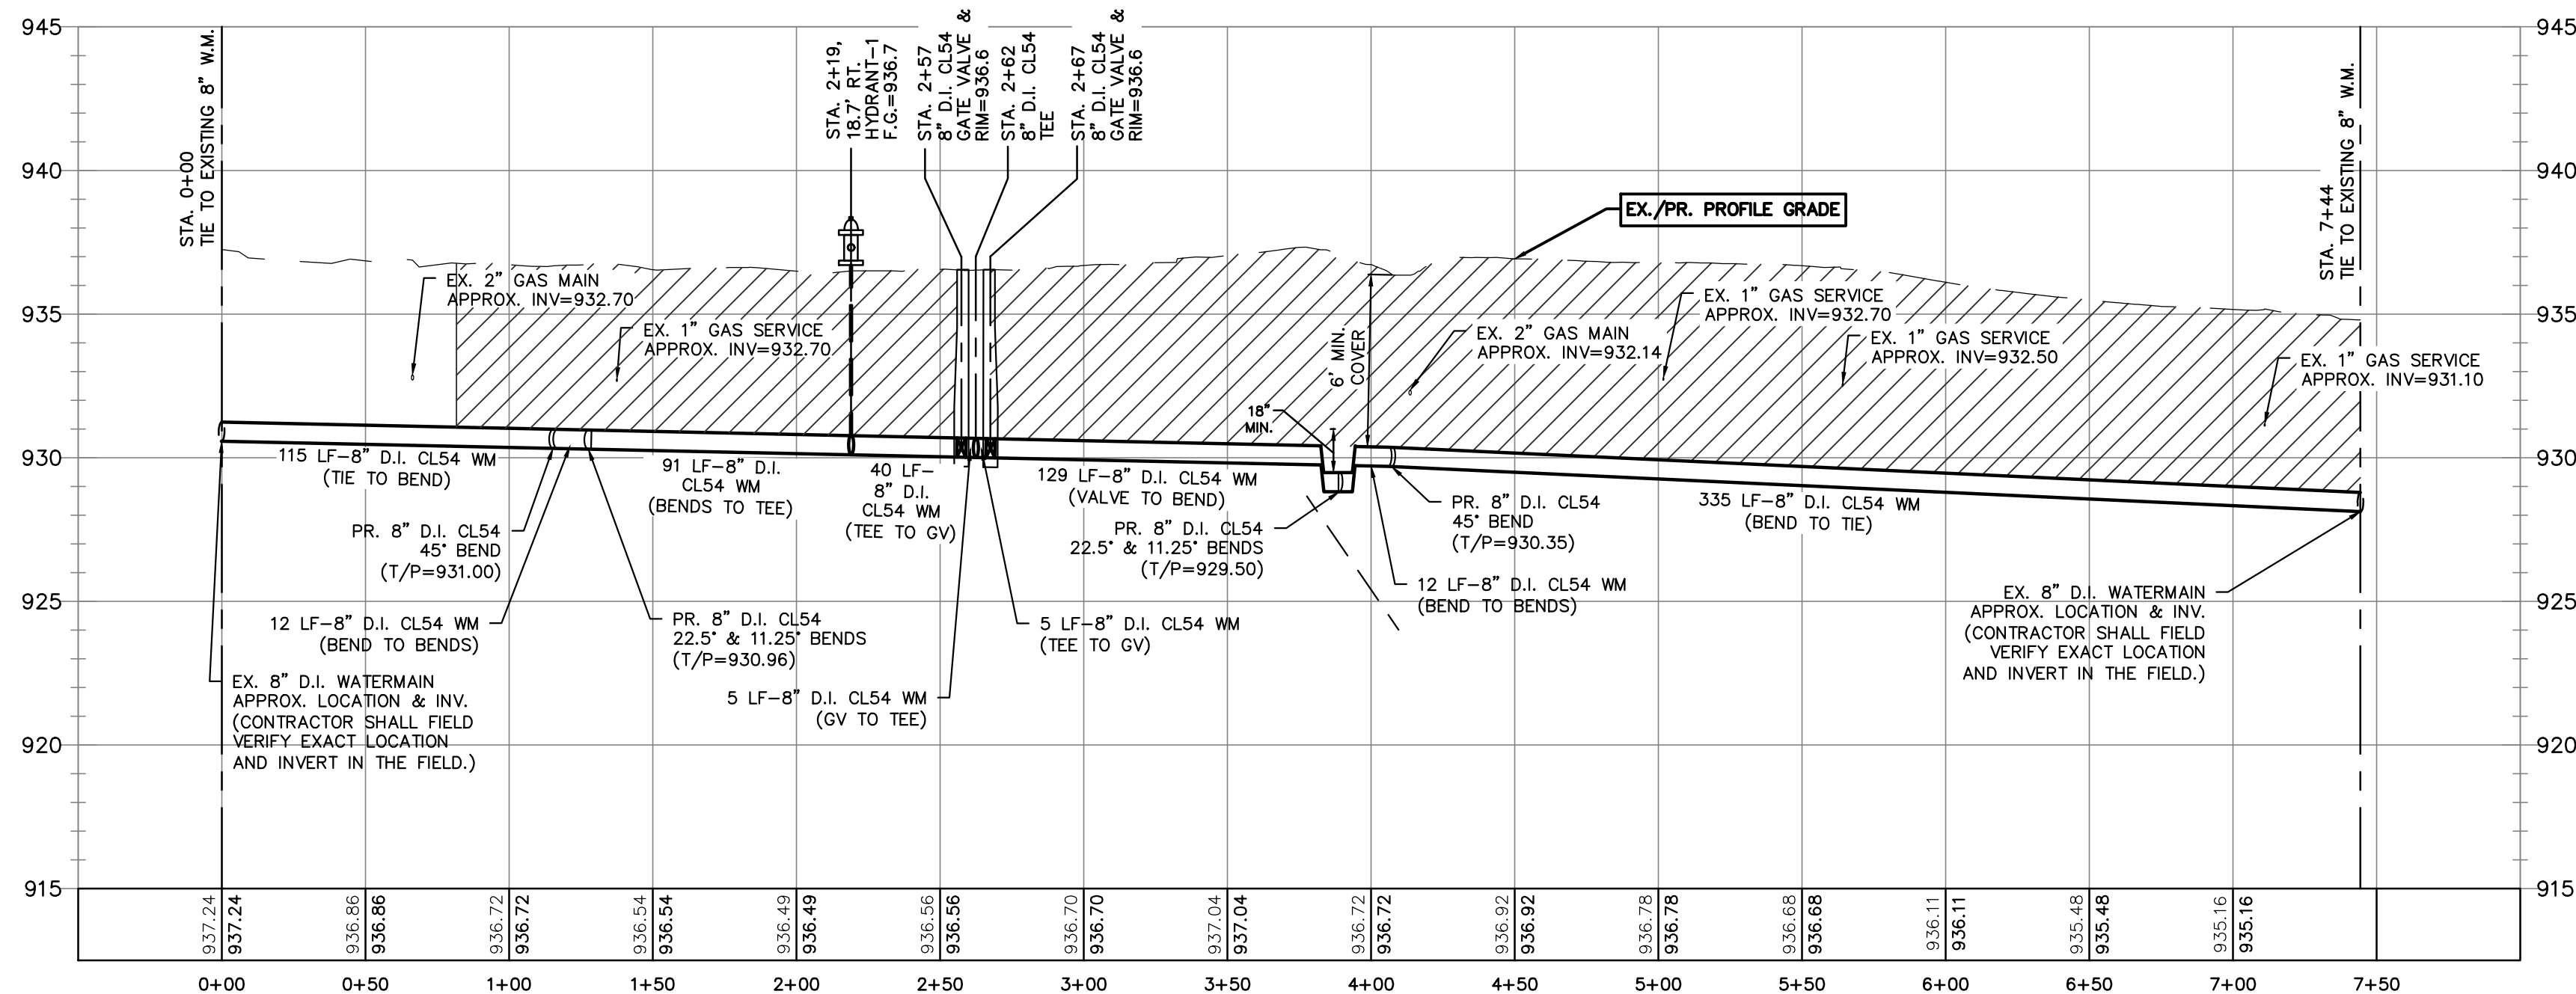 945
940
935
930
925
920
915
945
940
935
930
925
920
915
STA. 0+00
TIE TO EXISTING 8" W.M.
STA. 2+19,
18.7' RT.
HYDRANT-1
F.G.=936.7
STA. 2+57
8" D.I. CL54
GATE VALVE &
RIM=936.6
STA. 2+62
8" D.I. CL54
TEE
STA. 2+67
8" D.I. CL54
GATE VALVE &
RIM=936.6
EX./PR. PROFILE GRADE
STA. 7+44
TIE TO EXISTING 8" W.M.
EX. 2" GAS MAIN
APPROX. INV=932.70
EX. 1" GAS SERVICE
APPROX. INV=932.70
6' MIN.
COVER
18"
MIN.
EX. 2" GAS MAIN
APPROX. INV=932.14
EX. 1" GAS SERVICE
APPROX. INV=932.70
EX. 1" GAS SERVICE
APPROX. INV=932.50
EX. 1" GAS SERVICE
APPROX. INV=931.10
115 LF-8" D.I. CL54 WM
(TIE TO BEND)
91 LF-8" D.I.
CL54 WM
(BENDS TO TEE)
40 LF-
8" D.I.
CL54 WM
(TEE TO GV)
129 LF-8" D.I. CL54 WM
(VALVE TO BEND)
335 LF-8" D.I. CL54 WM
(BEND TO TIE)
PR. 8" D.I. CL54
45° BEND
(T/P=931.00)
PR. 8" D.I. CL54
22.5° & 11.25° BENDS
(T/P=929.50)
PR. 8" D.I. CL54
45° BEND
(T/P=930.35)
12 LF-8" D.I. CL54 WM
(BEND TO BENDS)
12 LF-8" D.I. CL54 WM
(BEND TO BENDS)
PR. 8" D.I. CL54
22.5° & 11.25° BENDS
(T/P=930.96)
5 LF-8" D.I. CL54 WM
(TEE TO GV)
5 LF-8" D.I. CL54 WM
(GV TO TEE)
EX. 8" D.I. WATERMAIN
APPROX. LOCATION & INV.
(CONTRACTOR SHALL FIELD
VERIFY EXACT LOCATION
AND INVERT IN THE FIELD.)
EX. 8" D.I. WATERMAIN
APPROX. LOCATION & INV.
(CONTRACTOR SHALL FIELD
VERIFY EXACT LOCATION
AND INVERT IN THE FIELD.)
937.24
937.24
936.86
936.86
936.72
936.72
936.54
936.54
936.49
936.49
936.56
936.56
936.70
936.70
937.04
937.04
936.72
936.72
936.92
936.92
936.78
936.78
936.68
936.68
936.11
936.11
935.48
935.48
935.16
935.16
0+00
0+50
1+00
1+50
2+00
2+50
3+00
3+50
4+00
4+50
5+00
5+50
6+00
6+50
7+00
7+50